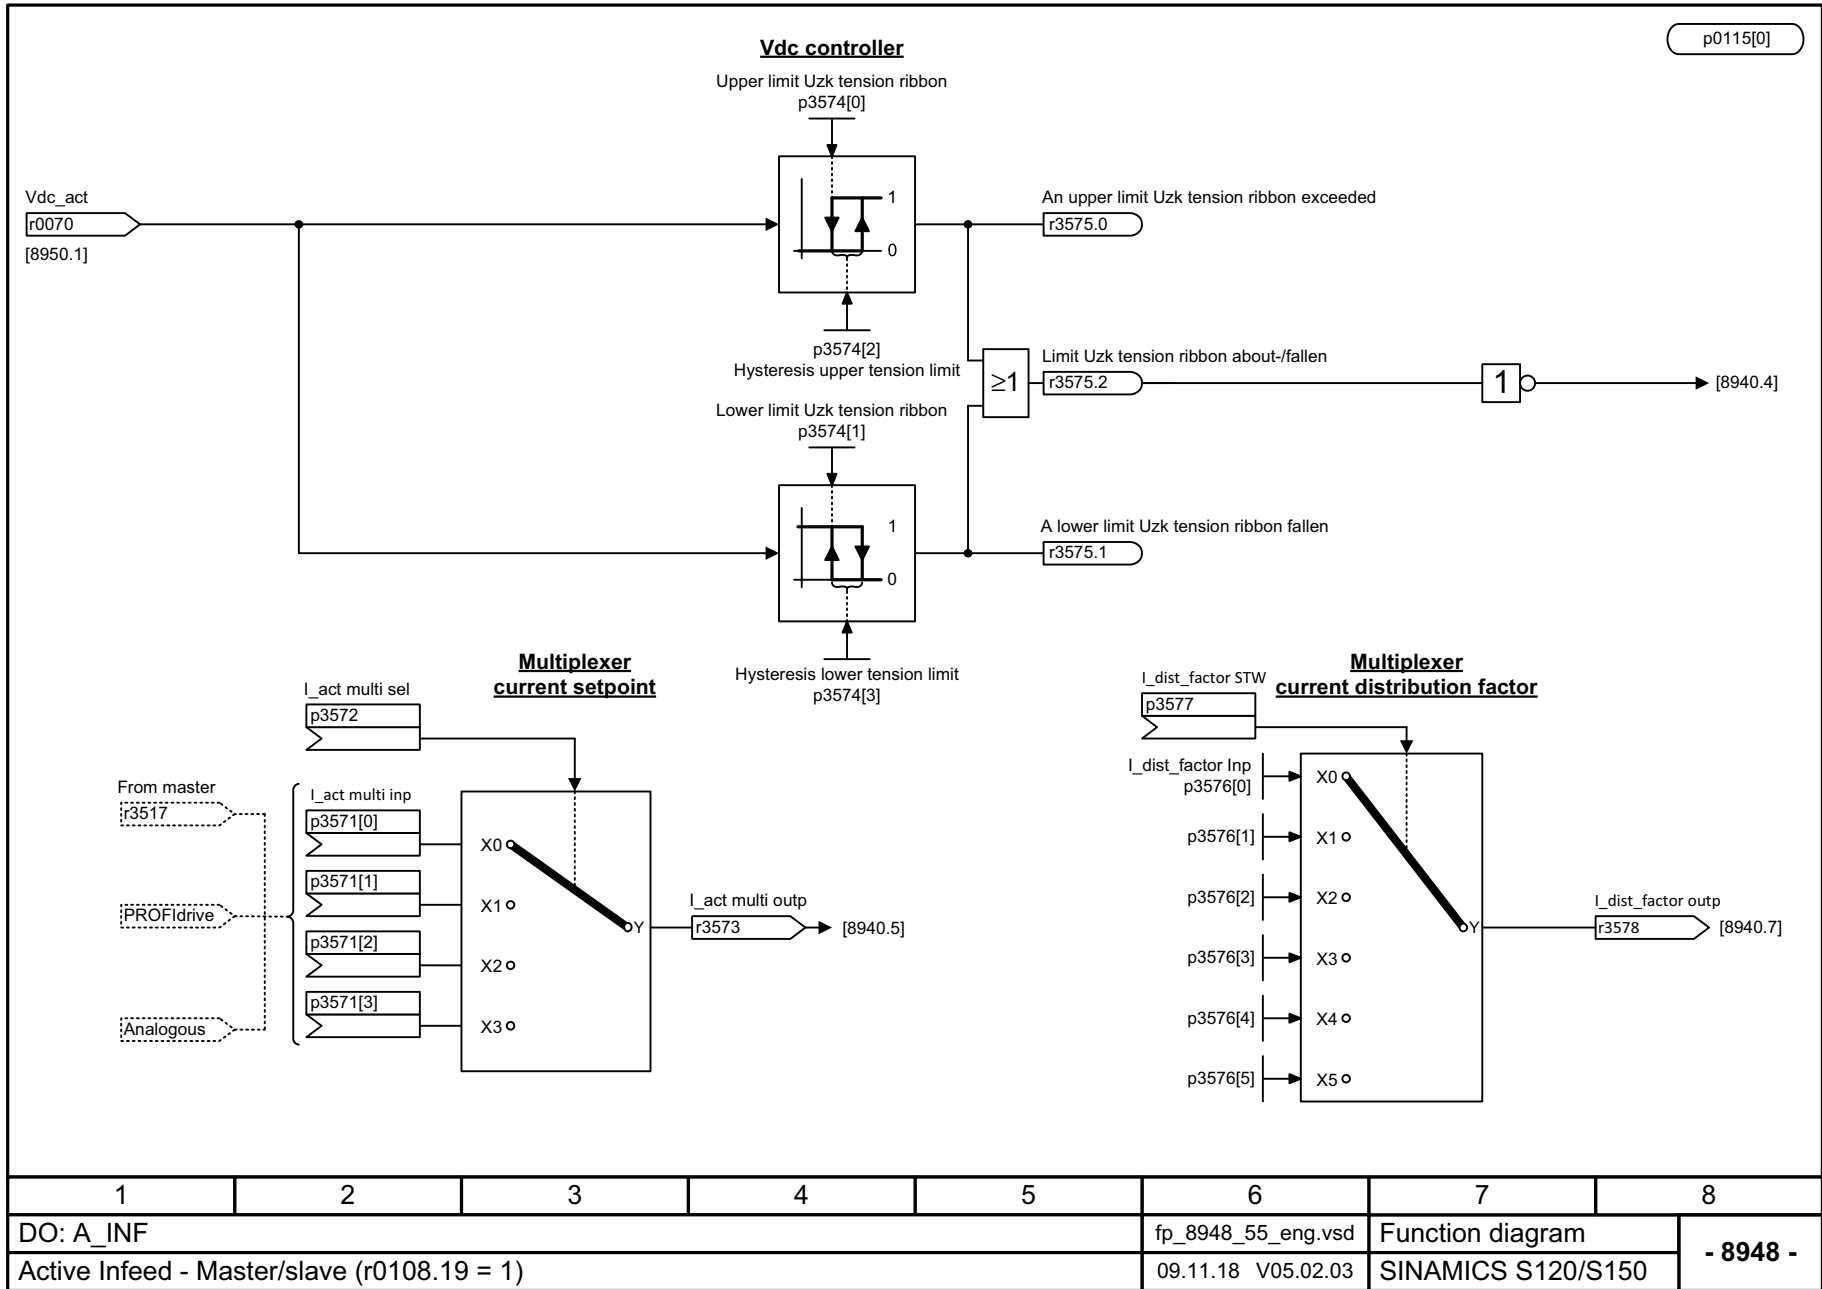 p0115[0]
Vdc controller
Upper limit Uzk tension ribbon
p3574[0]
Vdc_act
r0070
[8950.1]
1
0
An upper limit Uzk tension ribbon exceeded
r3575.0
p3574[2]
Hysteresis upper tension limit
≥1
Limit Uzk tension ribbon about-/fallen
r3575.2
1
[8940.4]
Lower limit Uzk tension ribbon
p3574[1]
1
0
A lower limit Uzk tension ribbon fallen
r3575.1
Hysteresis lower tension limit
p3574[3]
Multiplexer
current setpoint
I_act multi sel
p3572
From master
r3517
PROFIdrive
Analogous
I_act multi inp
p3571[0]
p3571[1]
p3571[2]
p3571[3]
X0
X1
X2
X3
Y
I_act multi outp
r3573
[8940.5]
Multiplexer
current distribution factor
I_dist_factor STW
p3577
I_dist_factor Inp
p3576[0]
p3576[1]
p3576[2]
p3576[3]
p3576[4]
p3576[5]
X0
X1
X2
X3
X4
X5
Y
I_dist_factor outp
r3578
[8940.7]
1 2 3 4 5 6 7 8
DO: A_INF
fp_8948_55_eng.vsd
Function diagram
- 8948 -
Active Infeed - Master/slave (r0108.19 = 1)
09.11.18 V05.02.03
SINAMICS S120/S150